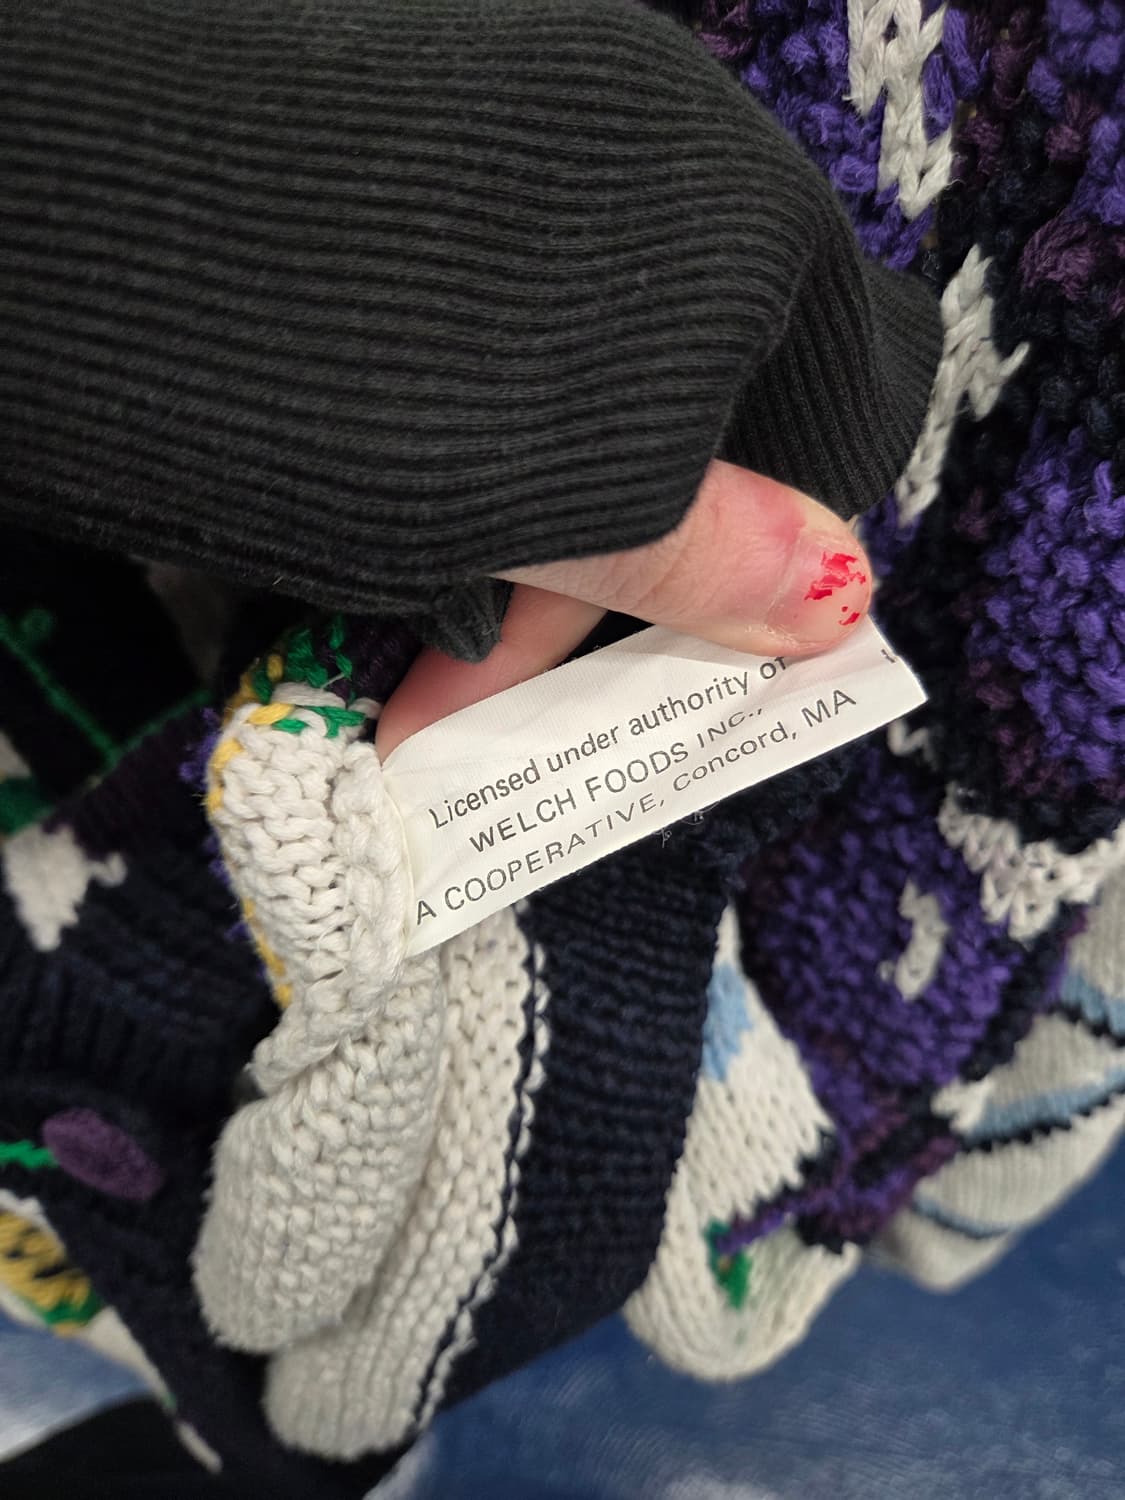 Licensed under authority of
WELCH FOODS INC.,
A COOPERATIVE, Concord, MA